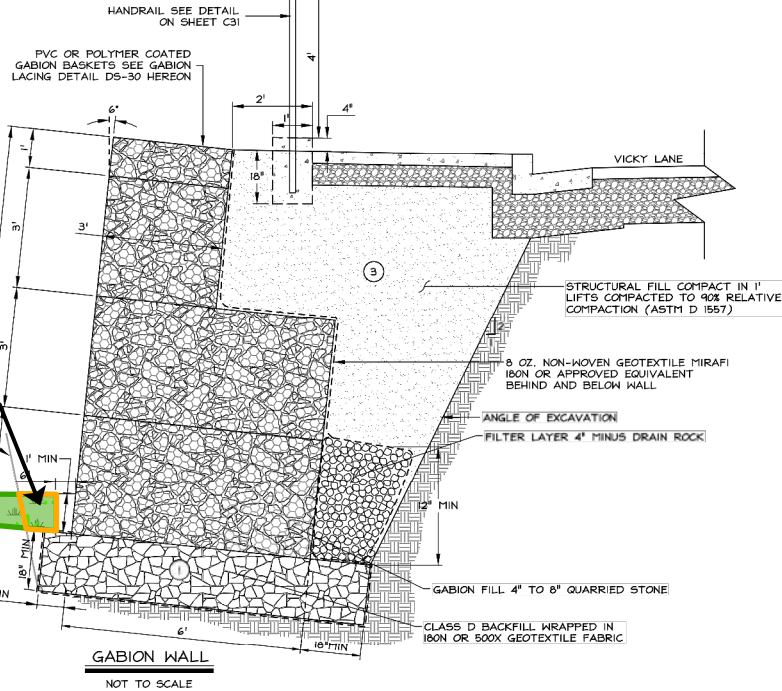 HANDRAIL SEE DETAIL
ON SHEET C31
PVC OR POLYMER COATED
GABION BASKETS SEE GABION
LACING DETAIL DS-30 HEREON
4'
2'
1"
4"
6"
1'
18"
VICKY LANE
3'
3'
3
STRUCTURAL FILL COMPACT IN 1'
LIFTS COMPACTED TO 90% RELATIVE
COMPACTION (ASTM D 1557)
2
3'
8 OZ. NON-WOVEN GEOTEXTILE MIRAFI
180N OR APPROVED EQUIVALENT
BEHIND AND BELOW WALL
ANGLE OF EXCAVATION
FILTER LAYER 4" MINUS DRAIN ROCK
1' MIN
12" MIN
18" MIN
1
GABION FILL 4" TO 8" QUARRIED STONE
CLASS D BACKFILL WRAPPED IN
180N OR 500X GEOTEXTILE FABRIC
6'
18"MIN
GABION WALL
NOT TO SCALE